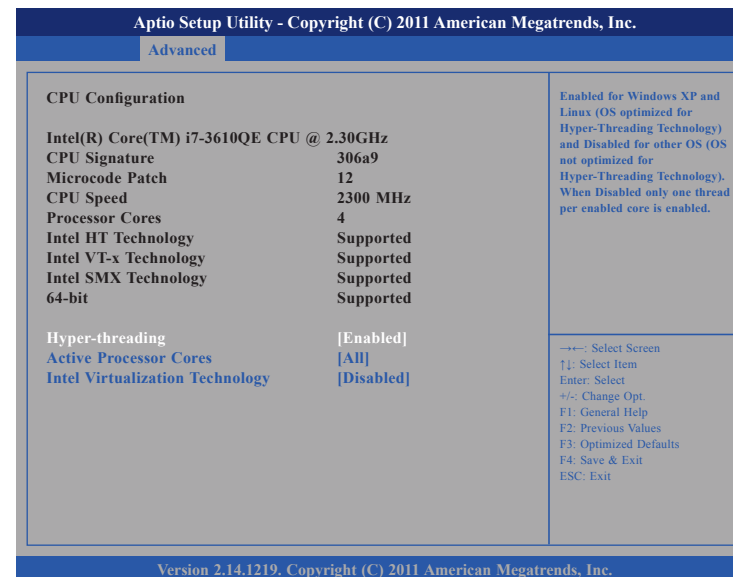 Aptio Setup Utility - Copyright (C) 2011 American Megatrends, Inc.
Advanced
CPU Configuration
Intel(R) Core(TM) i7-3610QE CPU @ 2.30GHz
CPU Signature 306a9
Microcode Patch 12
CPU Speed 2300 MHz
Processor Cores 4
Intel HT Technology Supported
Intel VT-x Technology Supported
Intel SMX Technology Supported
64-bit Supported
Hyper-threading [Enabled]
Active Processor Cores [All]
Intel Virtualization Technology [Disabled]
Enabled for Windows XP and
Linux (OS optimized for
Hyper-Threading Technology)
and Disabled for other OS (OS
not optimized for
Hyper-Threading Technology).
When Disabled only one thread
per enabled core is enabled.
→←: Select Screen
↑↓: Select Item
Enter: Select
+/-: Change Opt.
F1: General Help
F2: Previous Values
F3: Optimized Defaults
F4: Save & Exit
ESC: Exit
Version 2.14.1219. Copyright (C) 2011 American Megatrends, Inc.